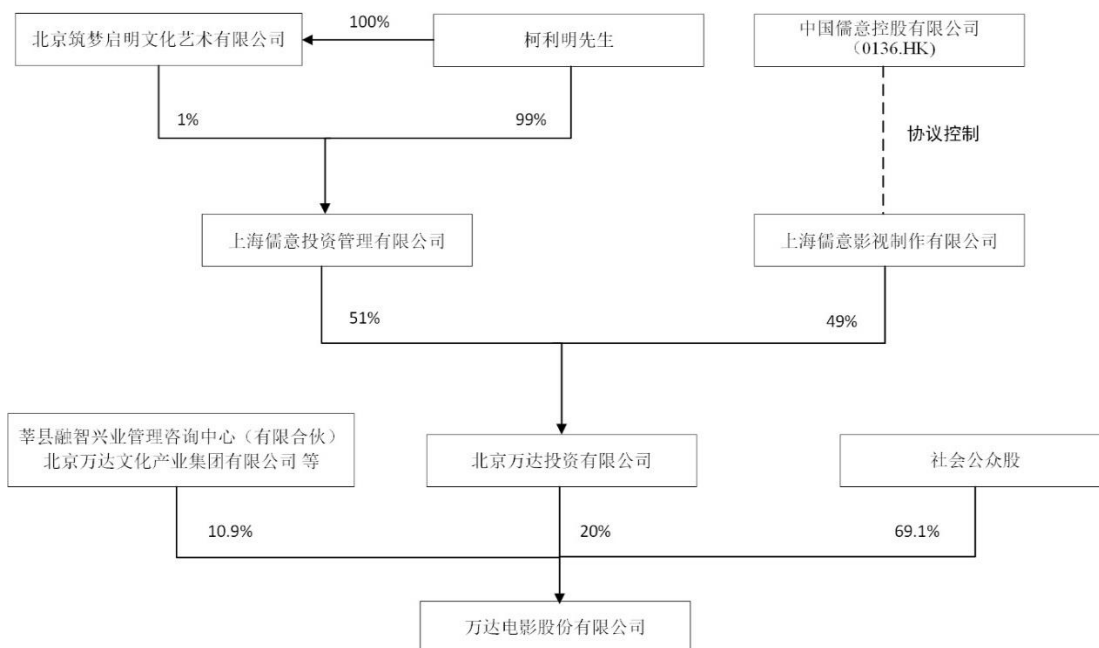 北京筑梦启明文化艺术有限公司
100%
柯利明先生
中国儒意控股有限公司
（0136.HK)
1%
99%
协议控制
上海儒意投资管理有限公司
上海儒意影视制作有限公司
51%
49%
莘县融智兴业管理咨询中心（有限合伙）
北京万达文化产业集团有限公司 等
北京万达投资有限公司
社会公众股
10.9%
20%
69.1%
万达电影股份有限公司